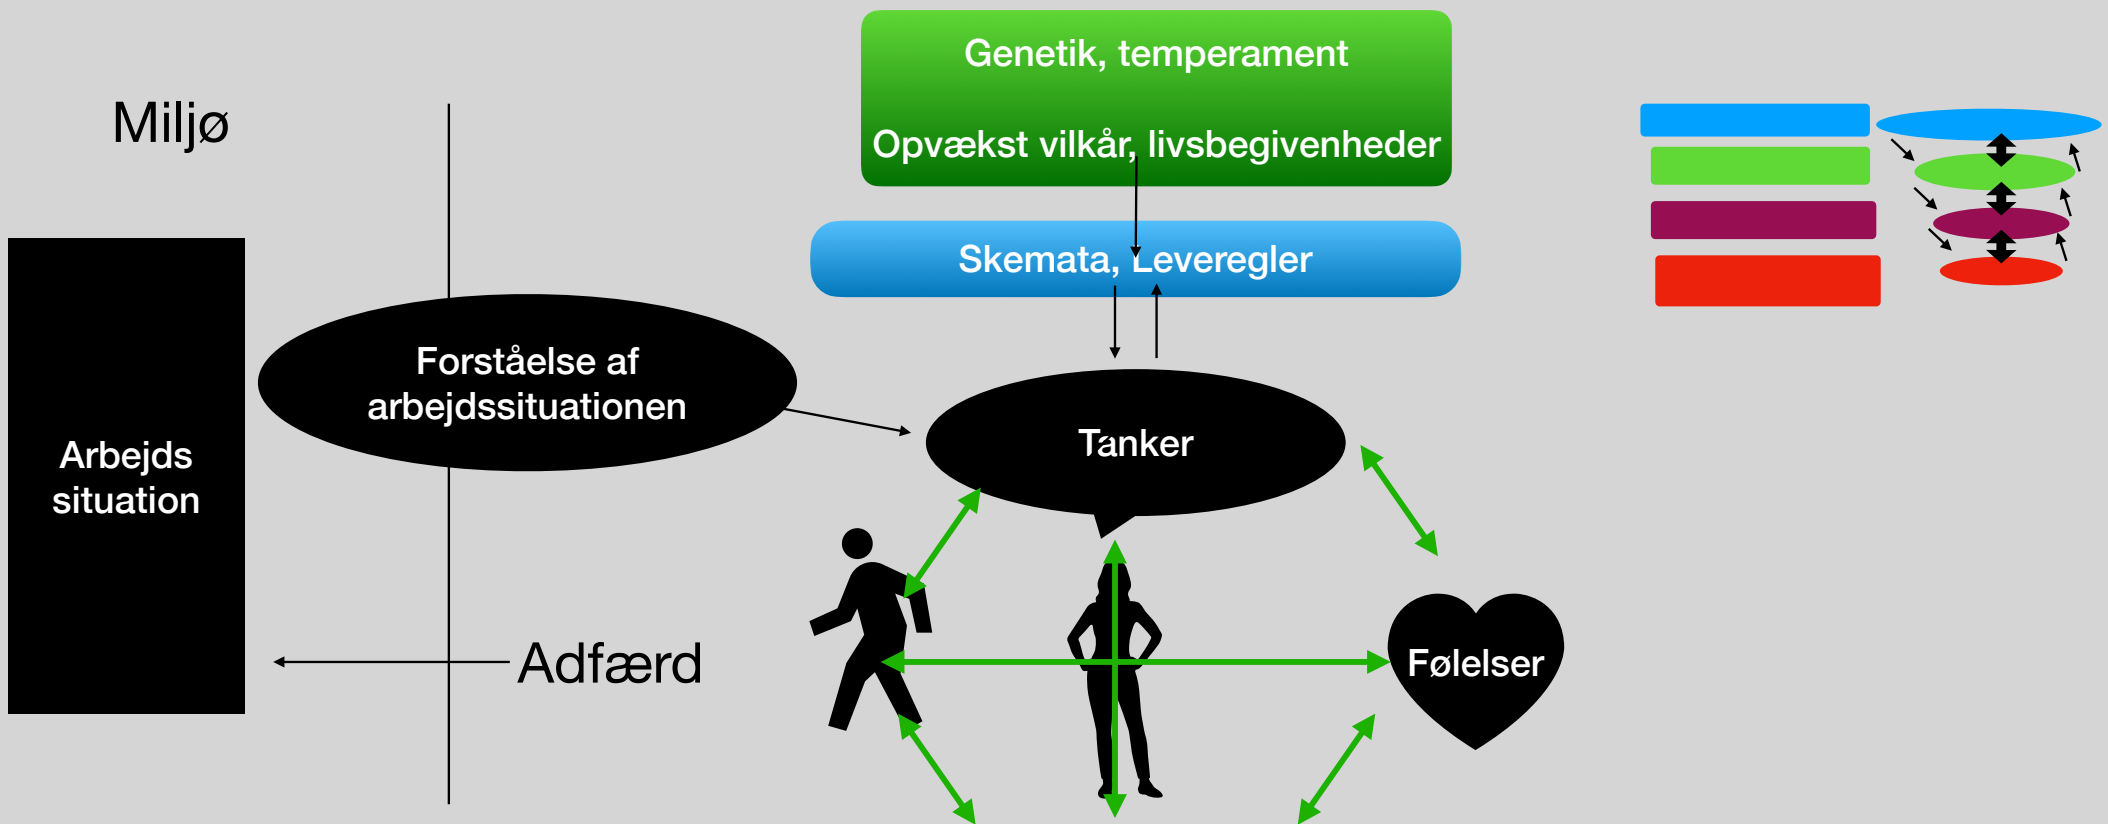 Genetik, temperament
Opvækst vilkår, livsbegivenheder
Miljø
Skemata, Leveregler
Forståelse af
arbejdssituationen
Arbejds
situation
Tanker
Adfærd
Følelser